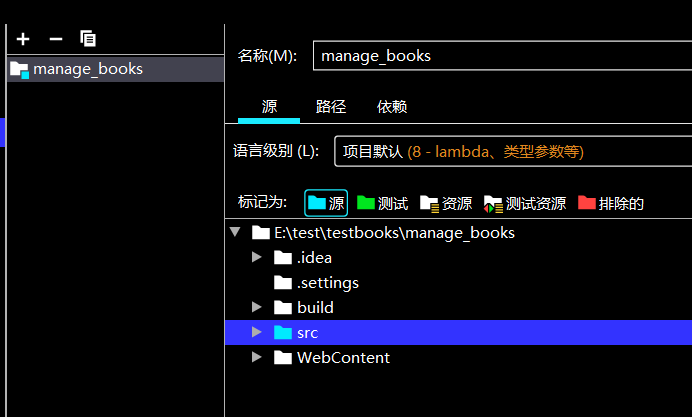 manage_books
名称(M): manage_books
源 路径 依赖
语言级别 (L): 项目默认 (8 - lambda、类型参数等)
标记为: 源 测试 资源 测试资源 排除的
E:\test\testbooks\manage_books
.idea
.settings
build
src
WebContent